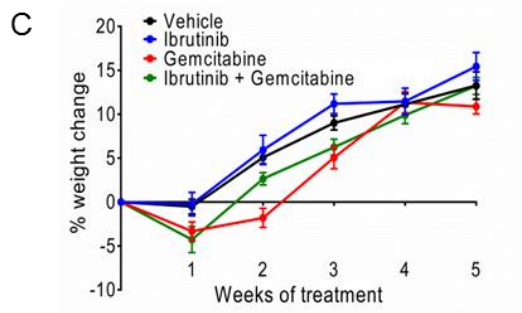 C
Vehicle
Ibrutinib
Gemcitabine
Ibrutinib + Gemcitabine
% weight change
20
15
10
5
0
-5
-10
1 2 3 4 5
Weeks of treatment